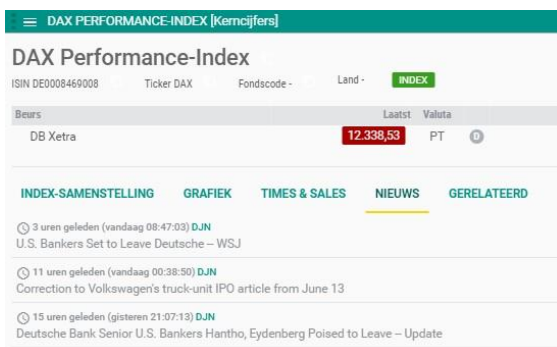 DAX PERFORMANCE-INDEX [Kerncijfers]
DAX Performance-Index
ISIN DE0008469008 Ticker DAX Fondscode - Land - INDEX
Beurs Laatst Valuta
DB Xetra 12.338,53 PT D
INDEX-SAMENSTELLING GRAFIEK TIMES & SALES NIEUWS GERELATEERD
3 uren geleden (vandaag 08:47:03) DJN
U.S. Bankers Set to Leave Deutsche -- WSJ
11 uren geleden (vandaag 00:38:50) DJN
Correction to Volkswagen's truck-unit IPO article from June 13
15 uren geleden (gisteren 21:07:13) DJN
Deutsche Bank Senior U.S. Bankers Hantho, Eydenberg Poised to Leave -- Update